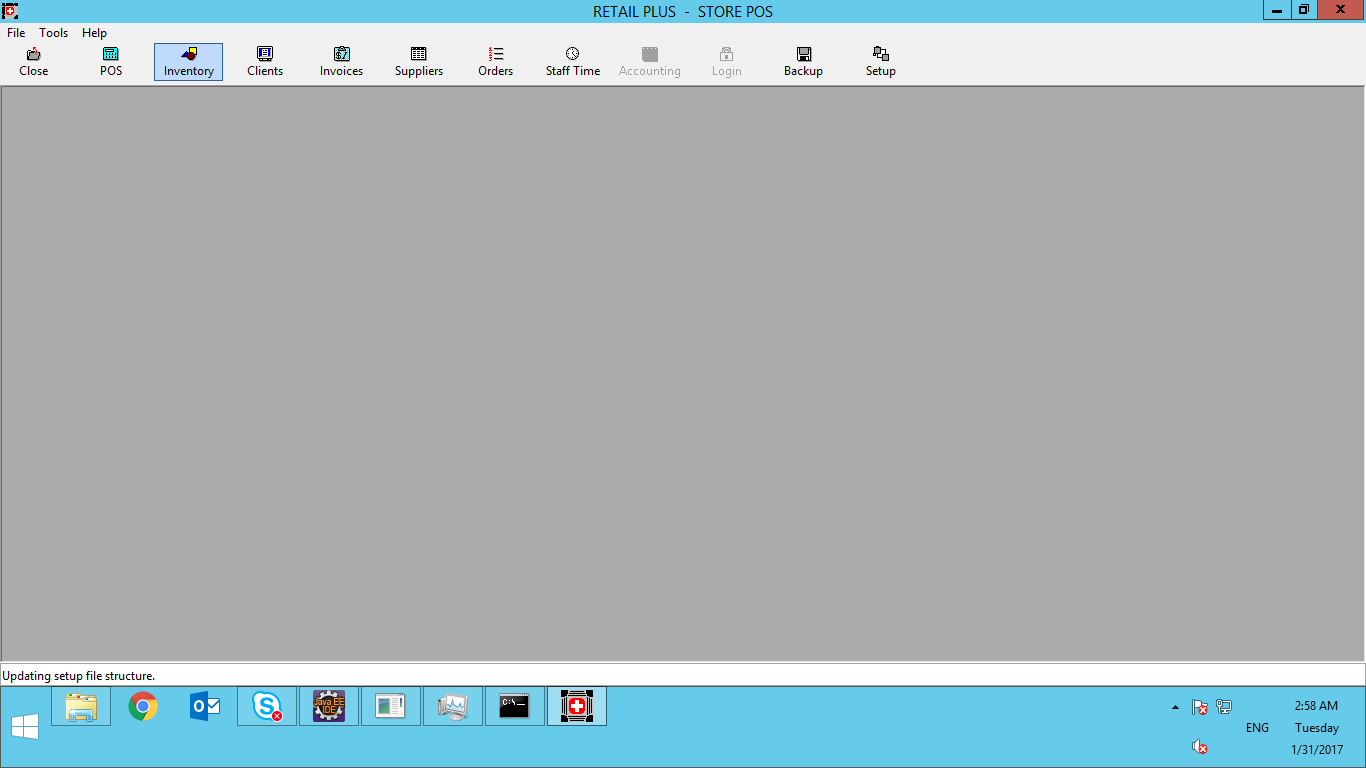 RETAIL PLUS - STORE POS
File Tools Help
Close POS Inventory Clients Invoices Suppliers Orders Staff Time Accounting Login Backup Setup
Updating setup file structure.
Java EE
IDE
C:\_
2:58 AM
ENG Tuesday
1/31/2017